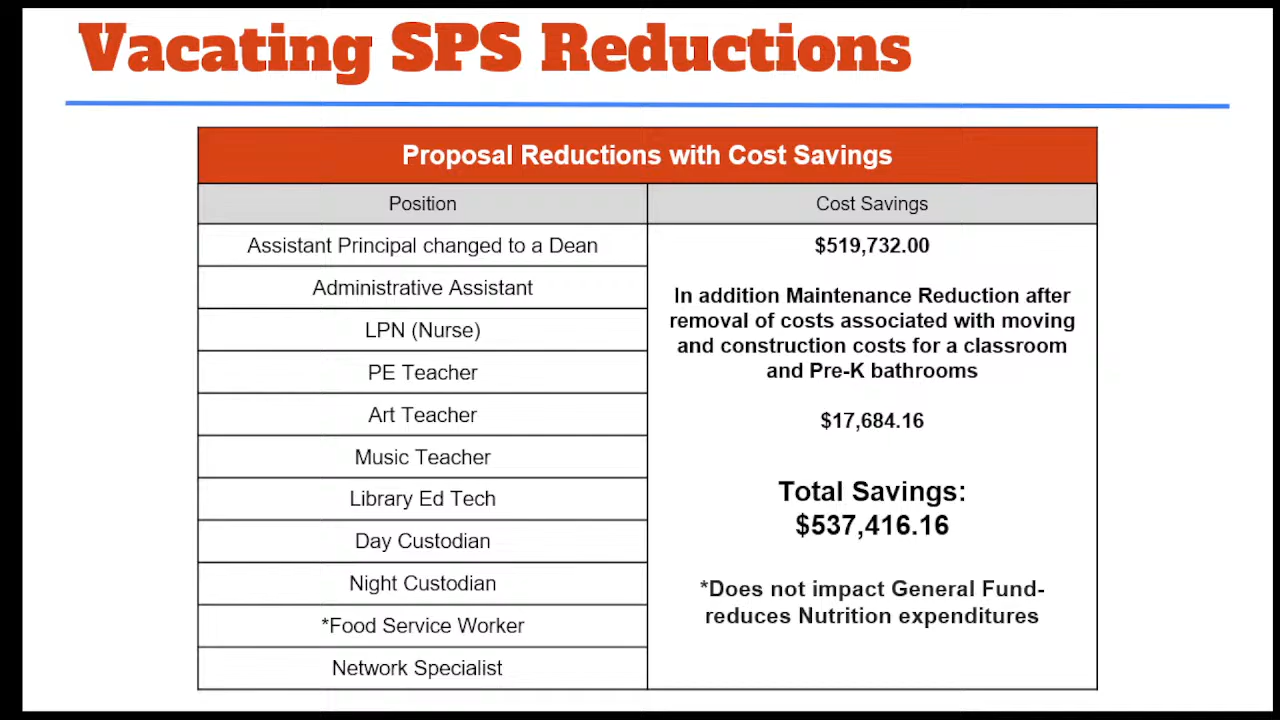 Vacating SPS Reductions
Proposal Reductions with Cost Savings
Position
Cost Savings
Assistant Principal changed to a Dean
Administrative Assistant
LPN (Nurse)
PE Teacher
Art Teacher
Music Teacher
Library Ed Tech
Day Custodian
Night Custodian
*Food Service Worker
Network Specialist
$519,732.00
In addition Maintenance Reduction after
removal of costs associated with moving
and construction costs for a classroom
and Pre-K bathrooms
$17,684.16
Total Savings:
$537,416.16
*Does not impact General Fund-
reduces Nutrition expenditures